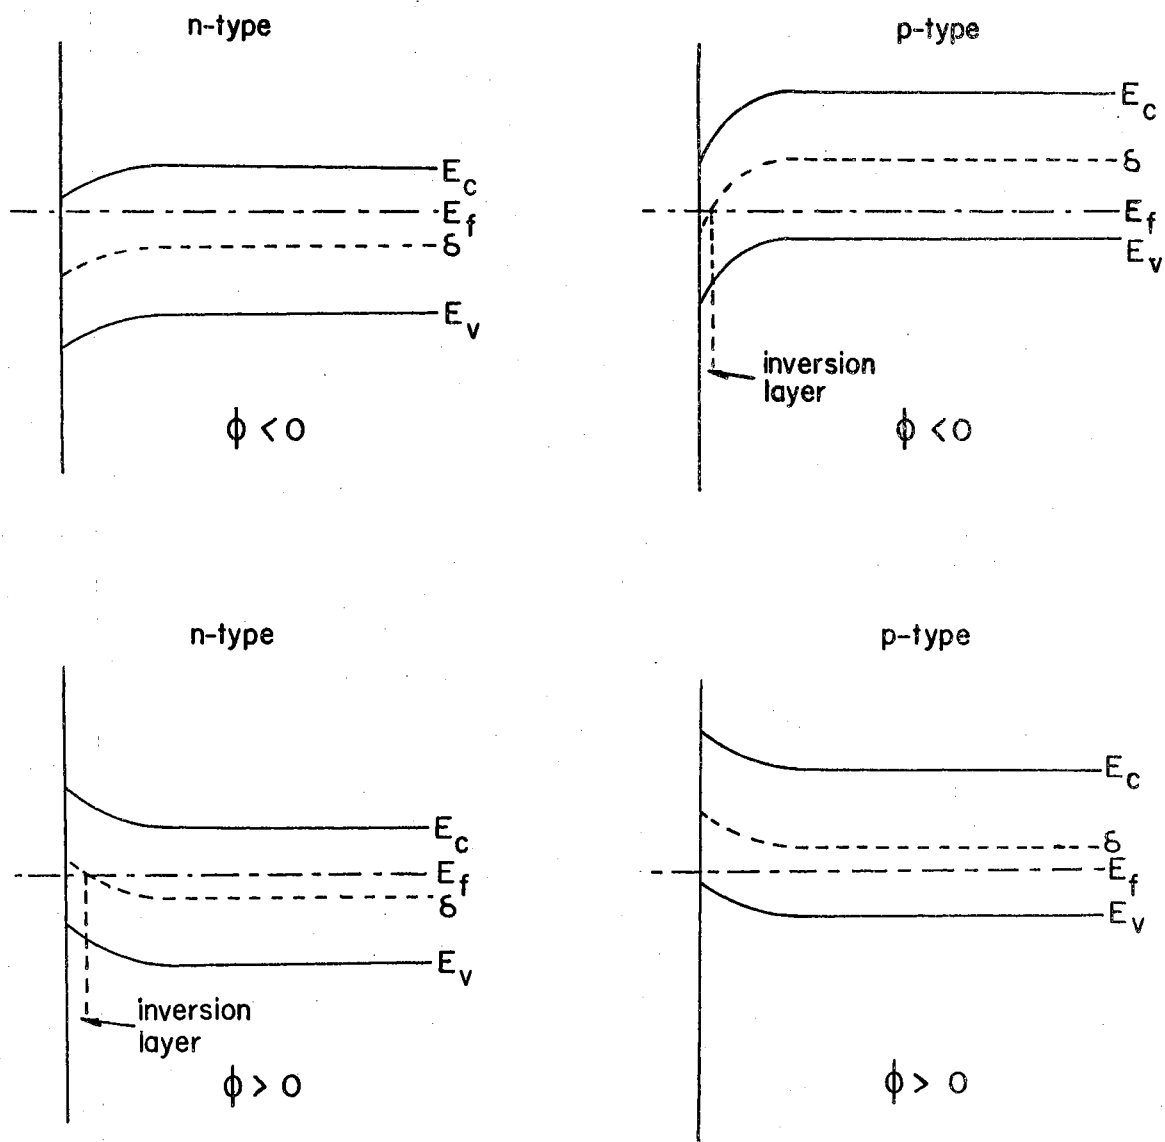 n-type
E_c
E_f
δ
E_v
ϕ < 0
p-type
E_c
δ
E_f
E_v
inversion
layer
ϕ < 0
n-type
E_c
E_f
δ
E_v
inversion
layer
ϕ > 0
p-type
E_c
δ
E_f
E_v
ϕ > 0